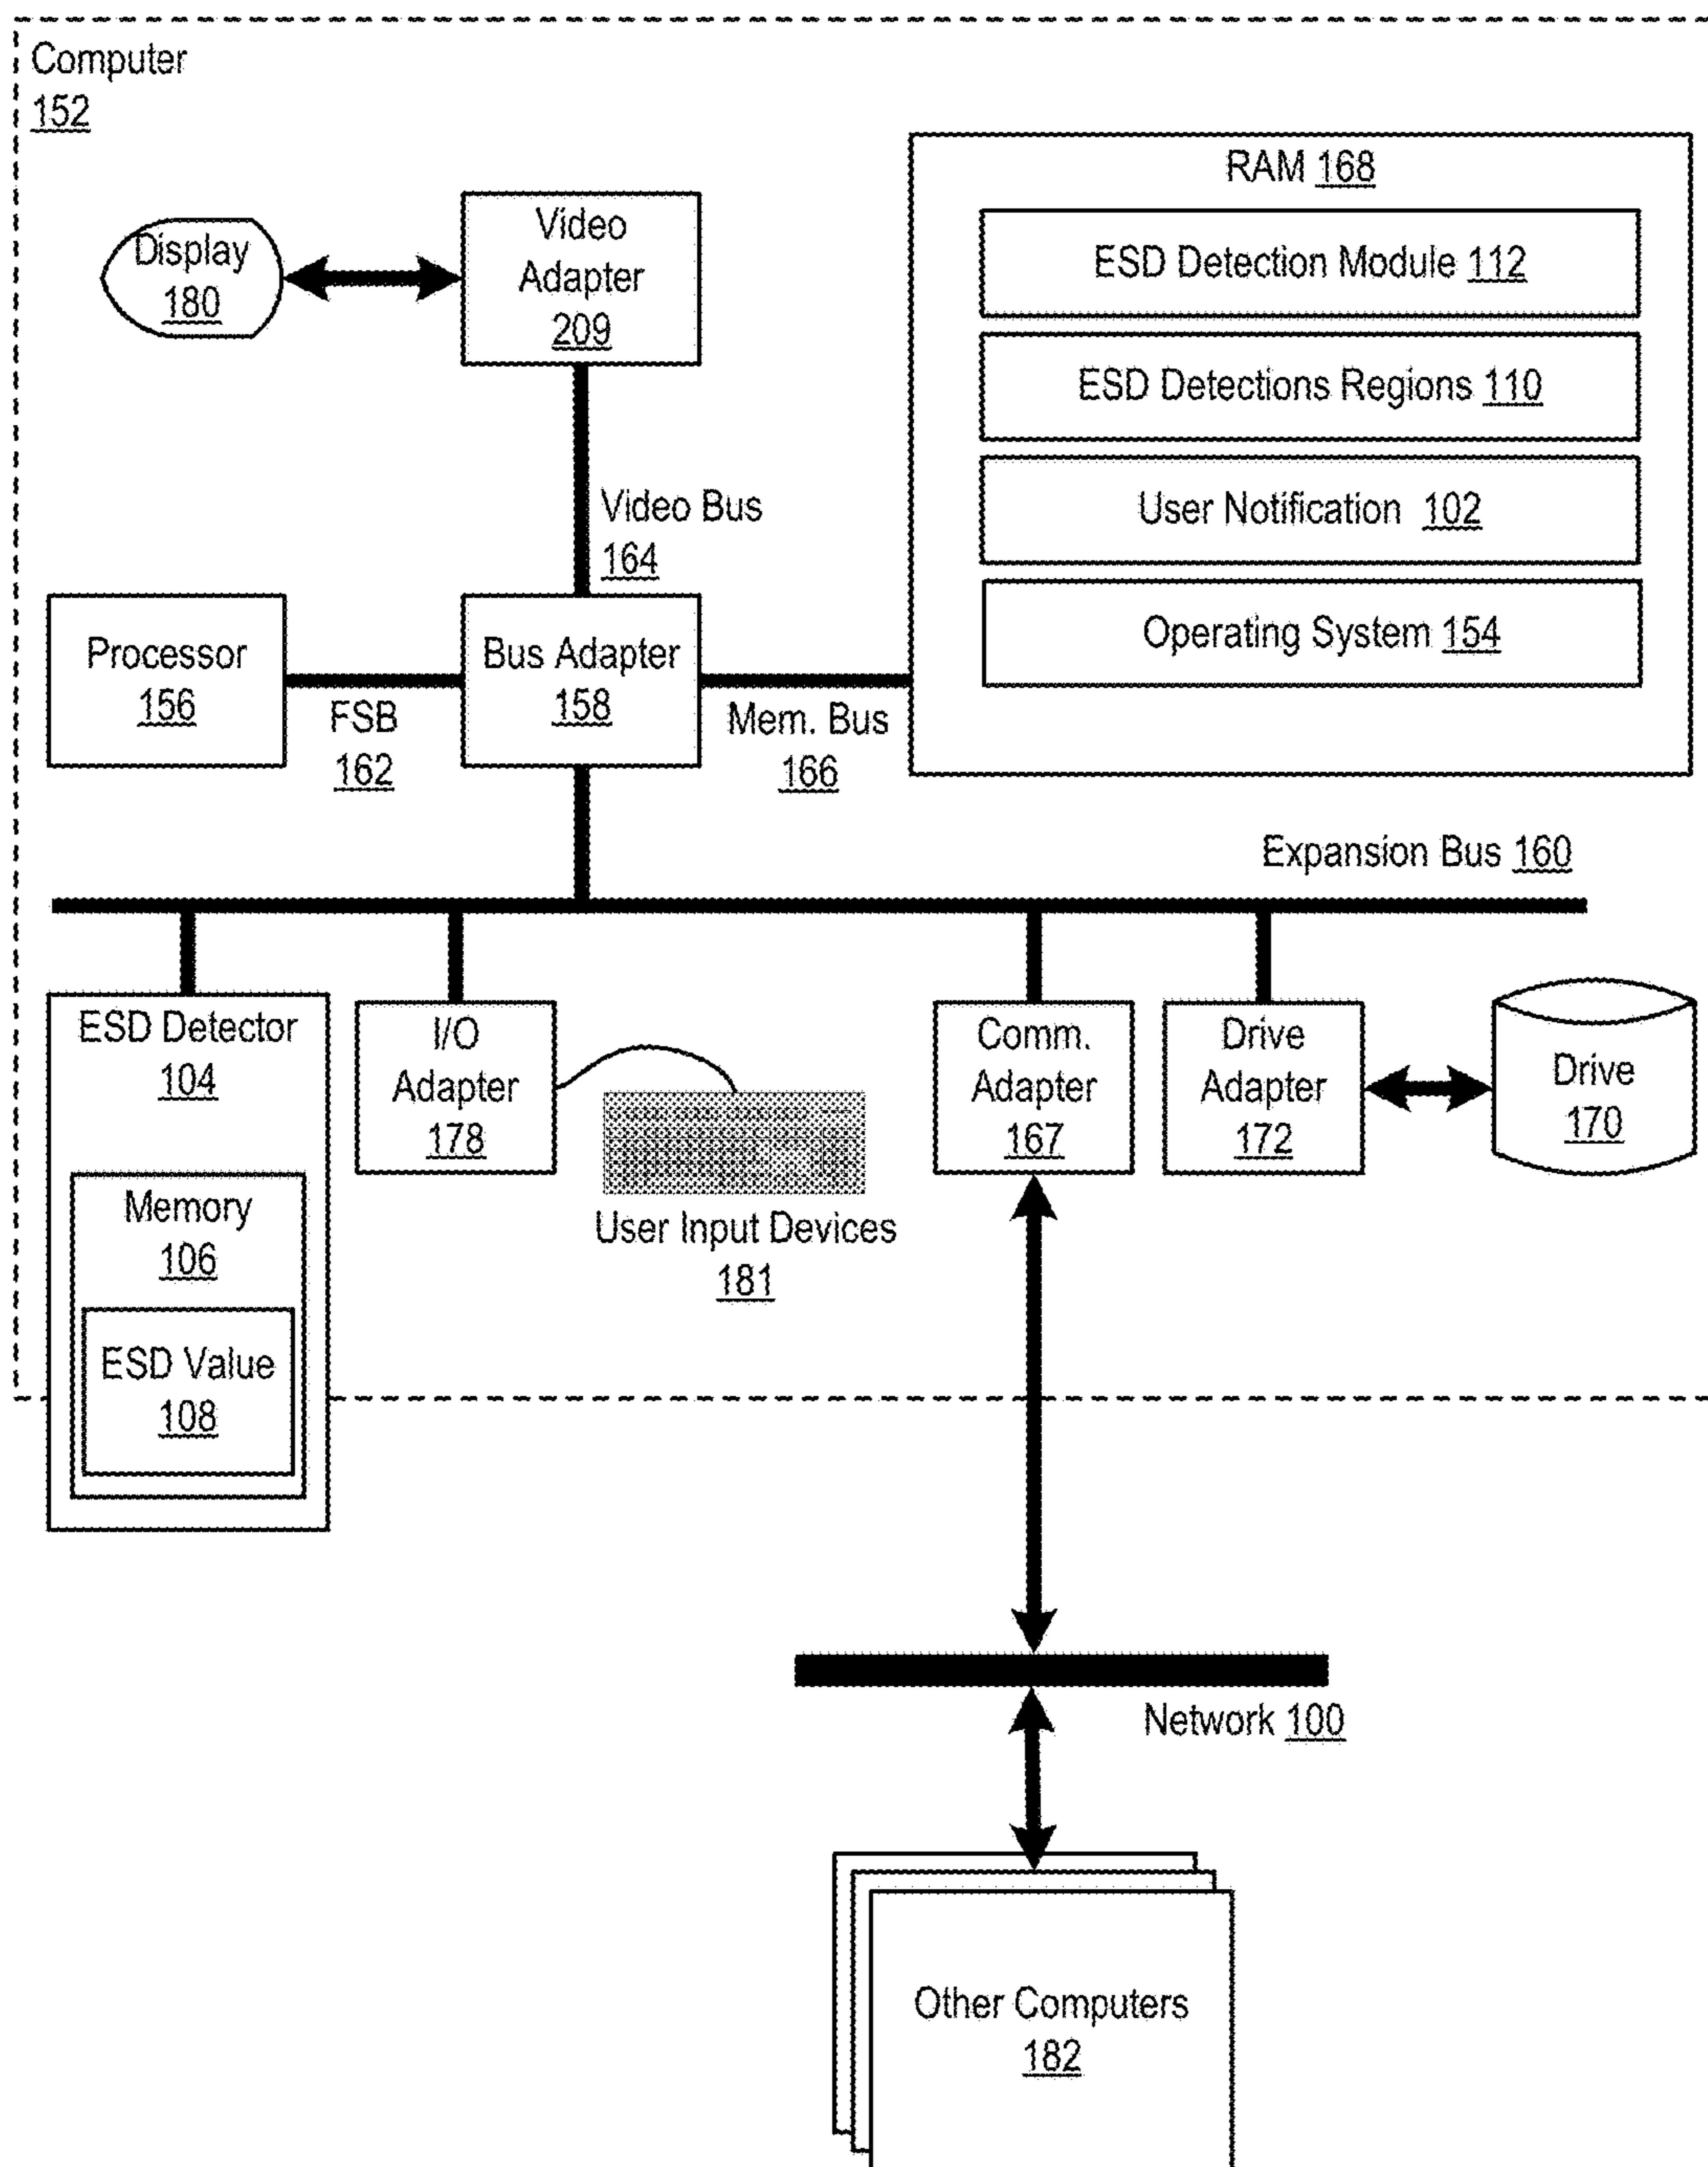 Computer
152
RAM 168
ESD Detection Module 112
ESD Detections Regions 110
User Notification 102
Operating System 154
Display
180
Video
Adapter
209
Video Bus
164
Processor
156
FSB
162
Bus Adapter
158
Mem. Bus
166
Expansion Bus 160
ESD Detector
104
Memory
106
ESD Value
108
I/O
Adapter
178
User Input Devices
181
Comm.
Adapter
167
Drive
Adapter
172
Drive
170
Network 100
Other Computers
182